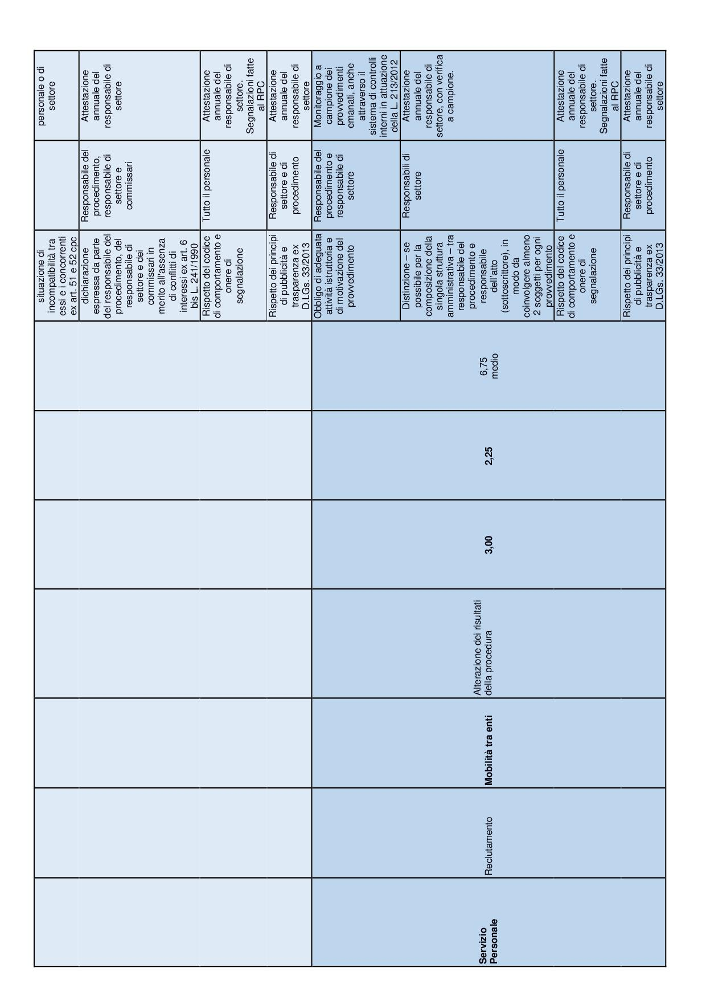 situazione di
incompatibilità tra
essi e i concorrenti
ex art. 51 e 52 cpc
personale o di
settore
dichiarazione
espressa da parte
del responsabile del
procedimento, del
responsabile di
settore e dei
commissari in
merito all'assenza
di conflitti di
interessi ex art. 6
bis L. 241/1990
Responsabile del
procedimento,
responsabile di
settore e
commissari
Attestazione
annuale del
responsabile di
settore
Rispetto del codice
di comportamento e
onere di
segnalazione
Tutto il personale
Attestazione
annuale del
responsabile di
settore.
Segnalazioni fatte
al RPC
Rispetto dei principi
di pubblicità e
trasparenza ex
D.LGs. 33/2013
Responsabile di
settore e di
procedimento
Attestazione
annuale del
responsabile di
settore
Servizio
Personale
Reclutamento
Mobilità tra enti
Alterazione dei risultati
della procedura
3,00
2,25
6,75
medio
Obbligo di adeguata
attività istruttoria e
di motivazione del
provvedimento
Responsabile del
procedimento e
responsabile di
settore
Monitoraggio a
campione dei
provvedimenti
emanati, anche
attraverso il
sistema di controlli
interni in attuazione
della L. 213/2012
Distinzione – se
possibile per la
composizione della
singola struttura
amministrativa – tra
responsabile del
procedimento e
responsabile
dell'atto
(sottoscrittore), in
modo da
coinvolgere almeno
2 soggetti per ogni
provvedimento
Responsabili di
settore
Attestazione
annuale del
responsabile di
settore, con verifica
a campione.
Rispetto del codice
di comportamento e
onere di
segnalazione
Tutto il personale
Attestazione
annuale del
responsabile di
settore.
Segnalazioni fatte
al RPC
Rispetto dei principi
di pubblicità e
trasparenza ex
D.LGs. 33/2013
Responsabile di
settore e di
procedimento
Attestazione
annuale del
responsabile di
settore